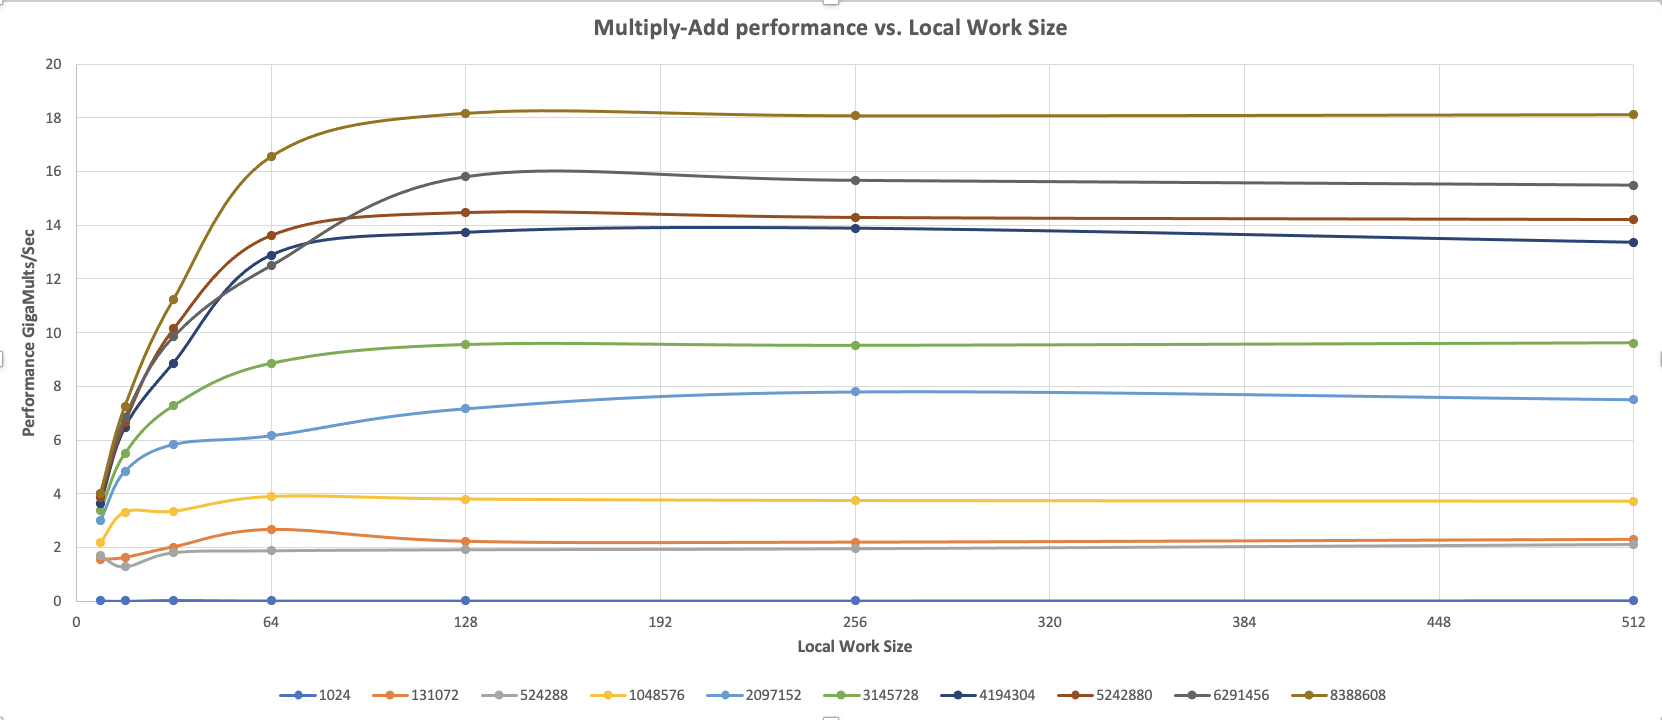 Multiply-Add performance vs. Local Work Size
20
18
16
14
12
10
8
6
4
2
0
Performance GigaMults/Sec
0 64 128 192 256 320 384 448 512
Local Work Size
1024 131072 524288 1048576 2097152 3145728 4194304 5242880 6291456 8388608